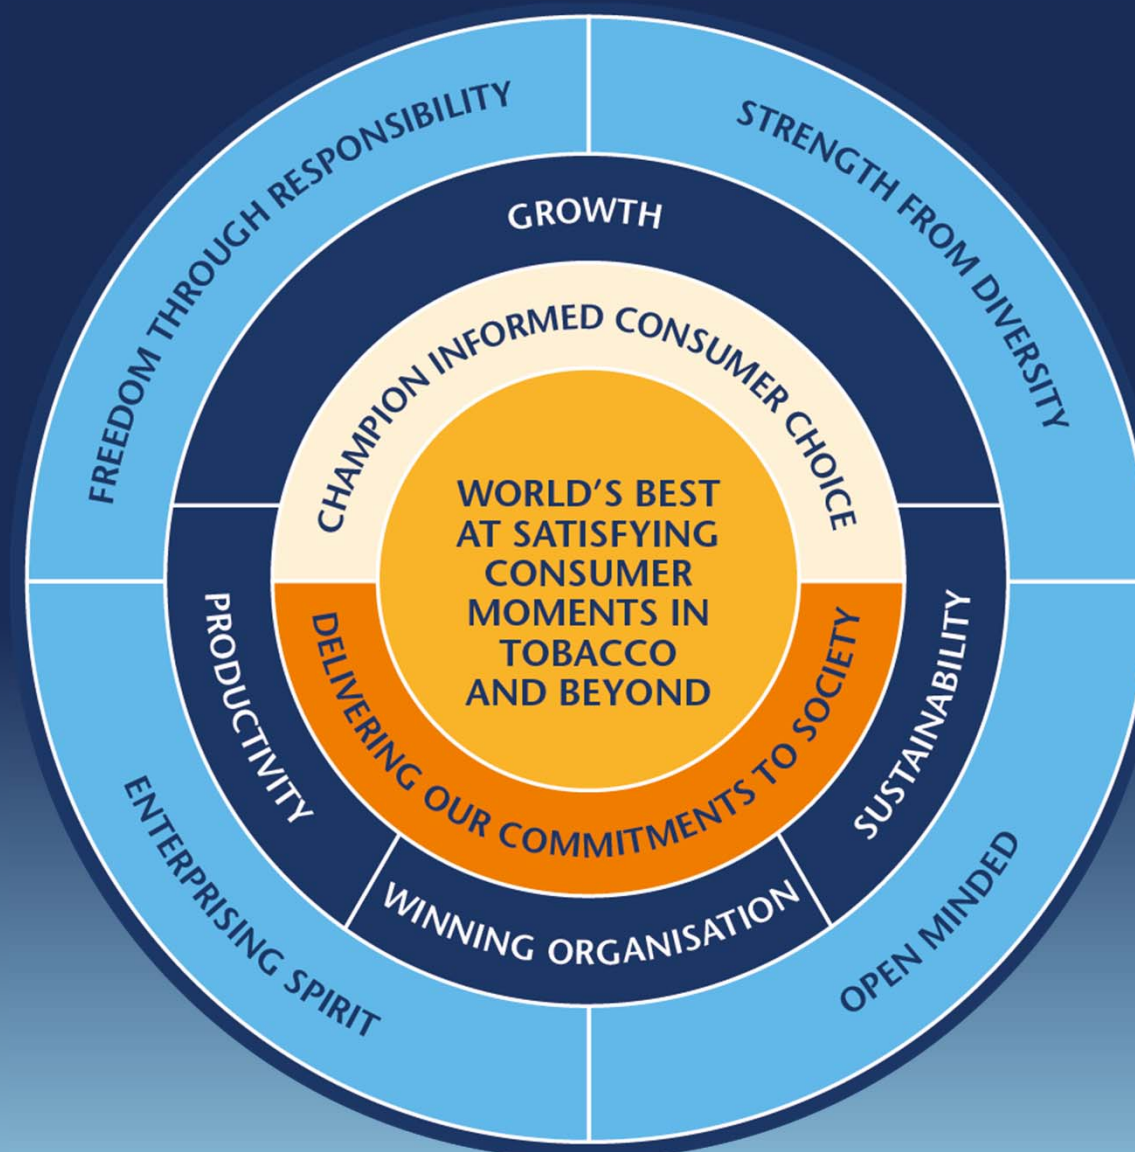 FREEDOM THROUGH RESPONSIBILITY
STRENGTH FROM DIVERSITY
GROWTH
CHAMPION INFORMED CONSUMER CHOICE
WORLD’S BEST
AT SATISFYING
CONSUMER
MOMENTS IN
TOBACCO
AND BEYOND
DELIVERING OUR COMMITMENTS TO SOCIETY
PRODUCTIVITY
SUSTAINABILITY
WINNING ORGANISATION
ENTERPRISING SPIRIT
OPEN MINDED